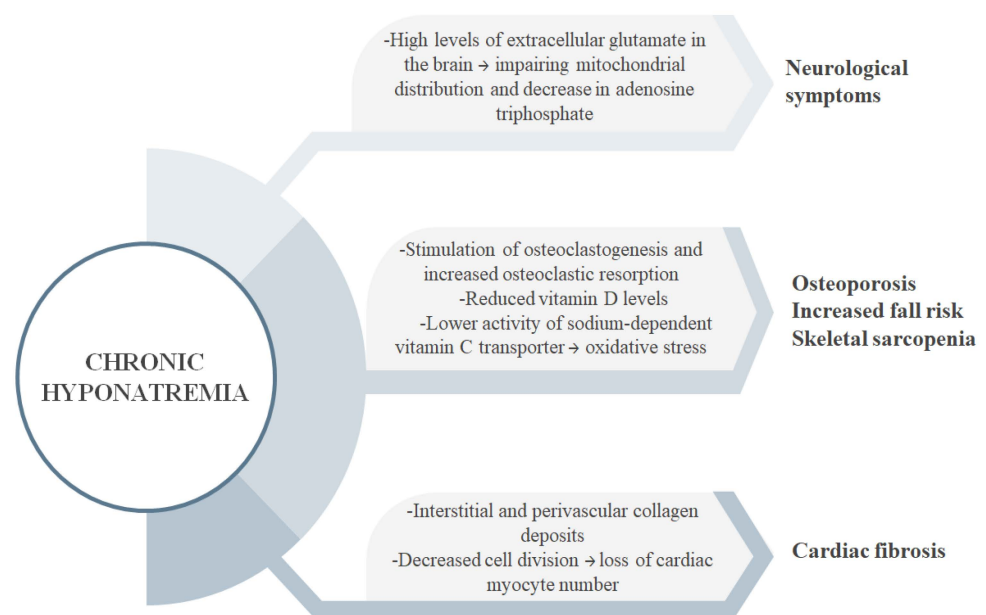 -High levels of extracellular glutamate in
the brain → impairing mitochondrial
distribution and decrease in adenosine
triphosphate
Neurological
symptoms
CHRONIC
HYPONATREMIA
-Stimulation of osteoclastogenesis and
increased osteoclastic resorption
-Reduced vitamin D levels
-Lower activity of sodium-dependent
vitamin C transporter → oxidative stress
Osteoporosis
Increased fall risk
Skeletal sarcopenia
-Interstitial and perivascular collagen
deposits
-Decreased cell division → loss of cardiac
myocyte number
Cardiac fibrosis